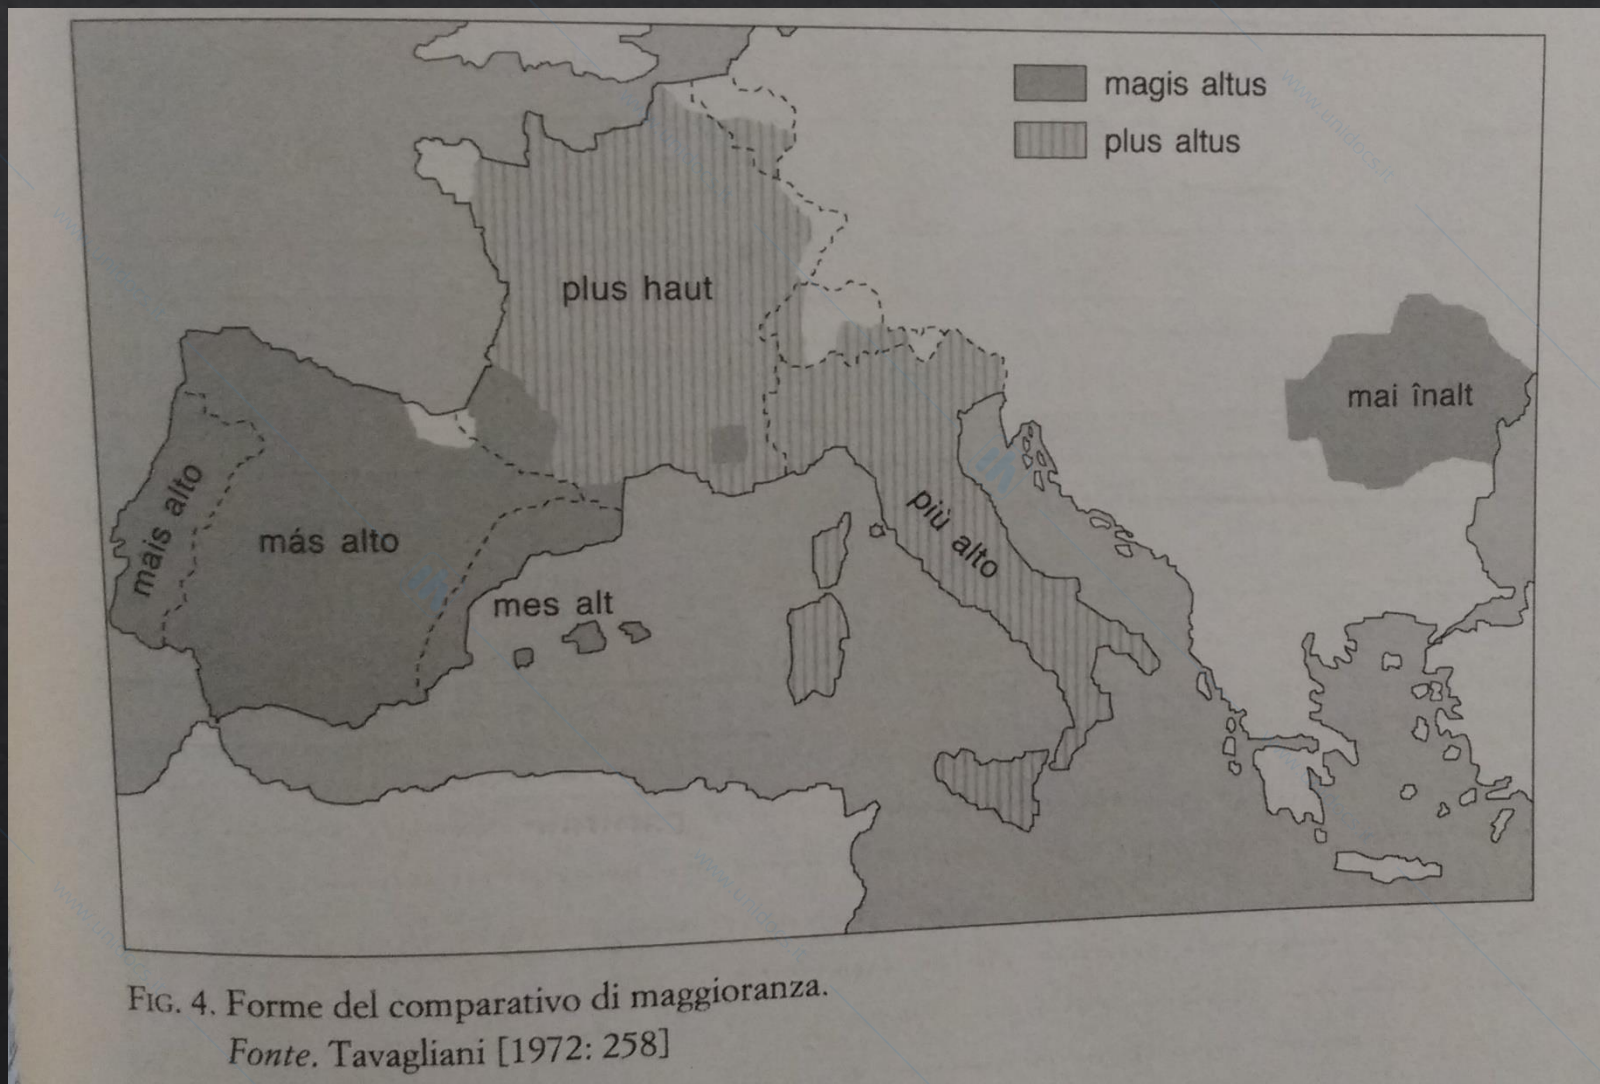 magis altus
plus altus
plus haut
mai înalt
mais alto
más alto
più alto
mes alt
FIG. 4. Forme del comparativo di maggioranza.
Fonte. Tavagliani [1972: 258]